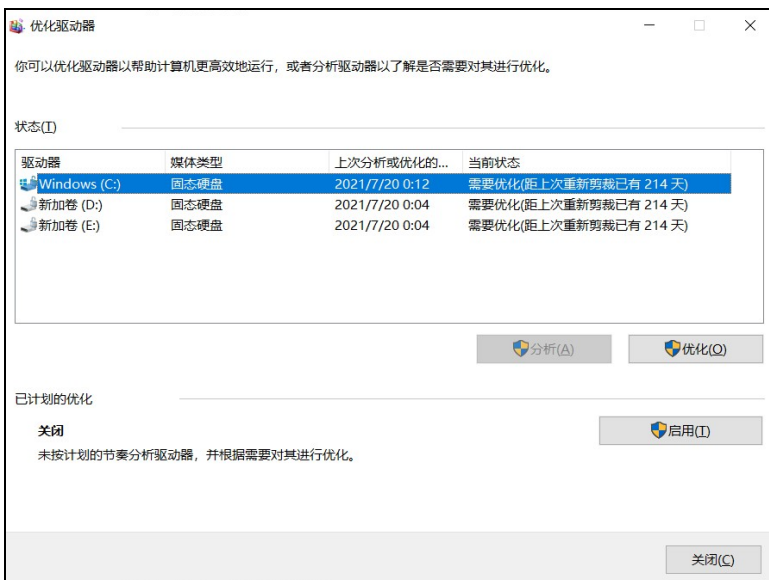 优化驱动器
你可以优化驱动器以帮助计算机更高效地运行，或者分析驱动器以了解是否需要对其进行优化。
状态(T)
驱动器 媒体类型 上次分析或优化的... 当前状态
Windows (C:) 固态硬盘 2021/7/20 0:12 需要优化(距上次重新剪裁已有 214 天)
新加卷 (D:) 固态硬盘 2021/7/20 0:04 需要优化(距上次重新剪裁已有 214 天)
新加卷 (E:) 固态硬盘 2021/7/20 0:04 需要优化(距上次重新剪裁已有 214 天)
分析(A) 优化(O)
已计划的优化
关闭 启用(T)
未按计划的节奏分析驱动器，并根据需要对其进行优化。
关闭(C)